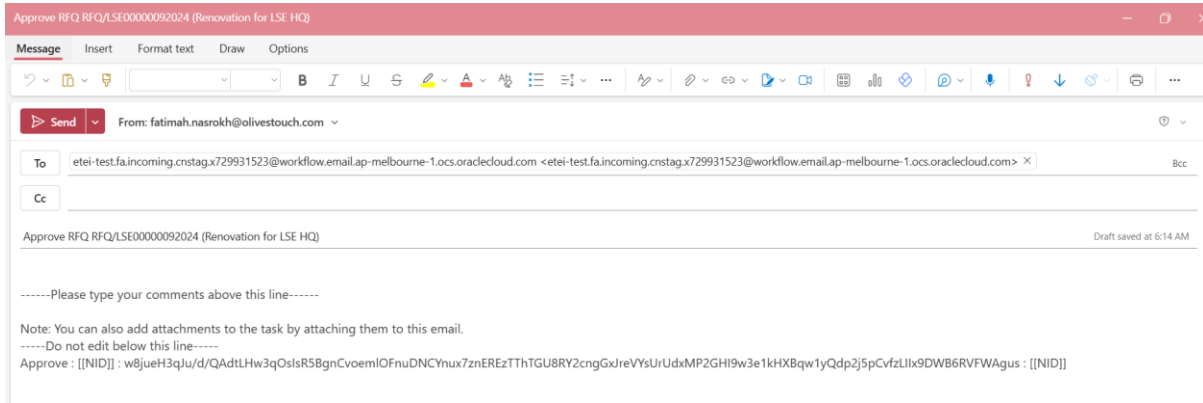 Approve RFQ RFQ/LSE00000092024 (Renovation for LSE HQ)
Message Insert Format text Draw Options
B I U S A Ab
Send From: fatimah.nasrokh@olivestouch.com
To etei-test.fa.incoming.cnstag.x729931523@workflow.email.ap-melbourne-1.ocs.oraclecloud.com <etei-test.fa.incoming.cnstag.x729931523@workflow.email.ap-melbourne-1.ocs.oraclecloud.com> Bcc
Cc
Approve RFQ RFQ/LSE00000092024 (Renovation for LSE HQ) Draft saved at 6:14 AM
------Please type your comments above this line------
Note: You can also add attachments to the task by attaching them to this email.
-----Do not edit below this line-----
Approve : [[NID]] : w8jueH3qJu/d/QAdtLHw3qOsIsR5BgnCvoemlOFnuDNCYnux7znEREzTThTGU8RY2cngGxJreVYsUrUdxMP2GHI9w3e1kHXBqw1yQdp2j5pCvfzLIIx9DWB6RVFWAgus : [[NID]]